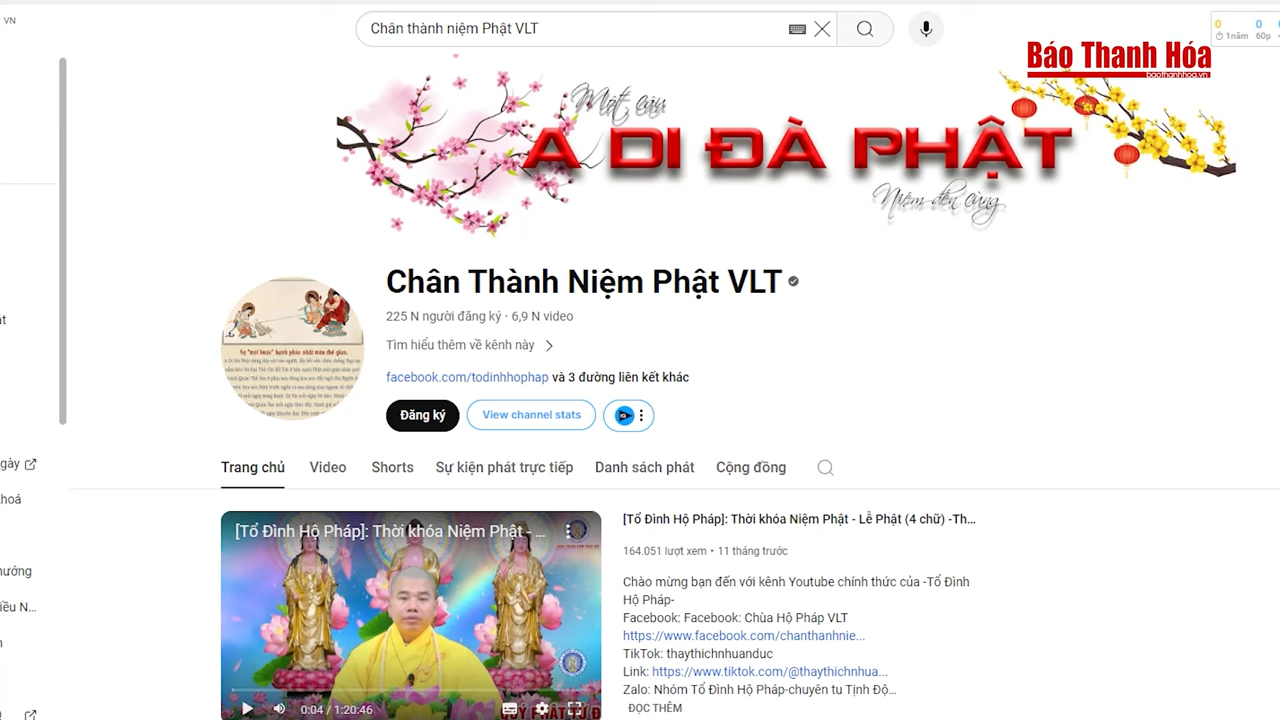 VN
Chân thành niệm Phật VLT
0
0
1năm
60p
Báo Thanh Hóa
baothanhhoa.vn
Một câu
A DI ĐÀ PHẬT
Niệm đến cùng
Chân Thành Niệm Phật VLT
225 N người đăng ký · 6,9 N video
Tìm hiểu thêm về kênh này
facebook.com/todinhhophap và 3 đường liên kết khác
Đăng ký
View channel stats
Trang chủ
Video
Shorts
Sự kiện phát trực tiếp
Danh sách phát
Cộng đồng
[Tổ Đình Hộ Pháp]: Thời khóa Niệm Phật - ...
0:04 / 1:20:46
[Tổ Đình Hộ Pháp]: Thời khóa Niệm Phật - Lễ Phật (4 chữ) -Th...
164.051 lượt xem • 11 tháng trước
Chào mừng bạn đến với kênh Youtube chính thức của -Tổ Đình
Hộ Pháp-
Facebook: Facebook: Chùa Hộ Pháp VLT
https://www.facebook.com/chanthanhnie...
TikTok: thaythichnhuanduc
Link: https://www.tiktok.com/@thaythichnhua...
Zalo: Nhóm Tổ Đình Hộ Pháp-chuyên tu Tịnh Độ...
ĐỌC THÊM